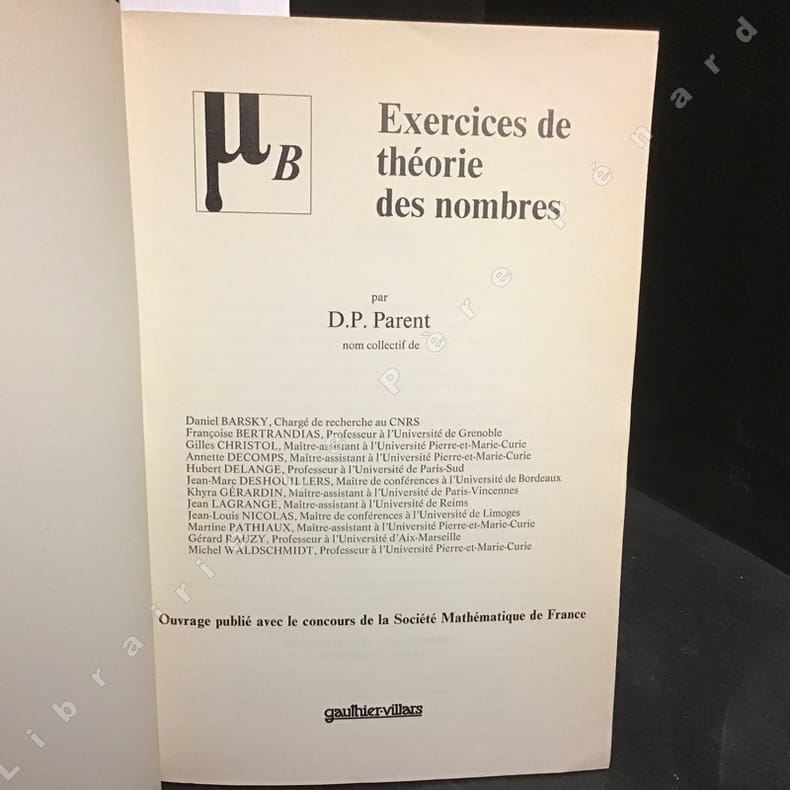 µB
Exercices de
théorie
des nombres
par
D.P. Parent
nom collectif de
Daniel BARSKY, Chargé de recherche au CNRS
Françoise BERTRANDIAS, Professeur à l'Université de Grenoble
Gilles CHRISTOL, Maître-assistant à l'Université Pierre-et-Marie-Curie
Annette DECOMPS, Maître-assistant à l'Université Pierre-et-Marie-Curie
Hubert DELANGE, Professeur à l'Université de Paris-Sud
Jean-Marc DESHOUILLERS, Maître de conférences à l'Université de Bordeaux
Khyra GÉRARDIN, Maître-assistant à l'Université de Paris-Vincennes
Jean LAGRANGE, Maître-assistant à l'Université de Reims
Jean-Louis NICOLAS, Maître de conférences à l'Université de Limoges
Martine PATHIAUX, Maître-assistant à l'Université Pierre-et-Marie-Curie
Gérard RAUZY, Professeur à l'Université d'Aix-Marseille
Michel WALDSCHMIDT, Professeur à l'Université Pierre-et-Marie-Curie
Ouvrage publié avec le concours de la Société Mathématique de France
gauthier-villars
Librairie Père Pénard